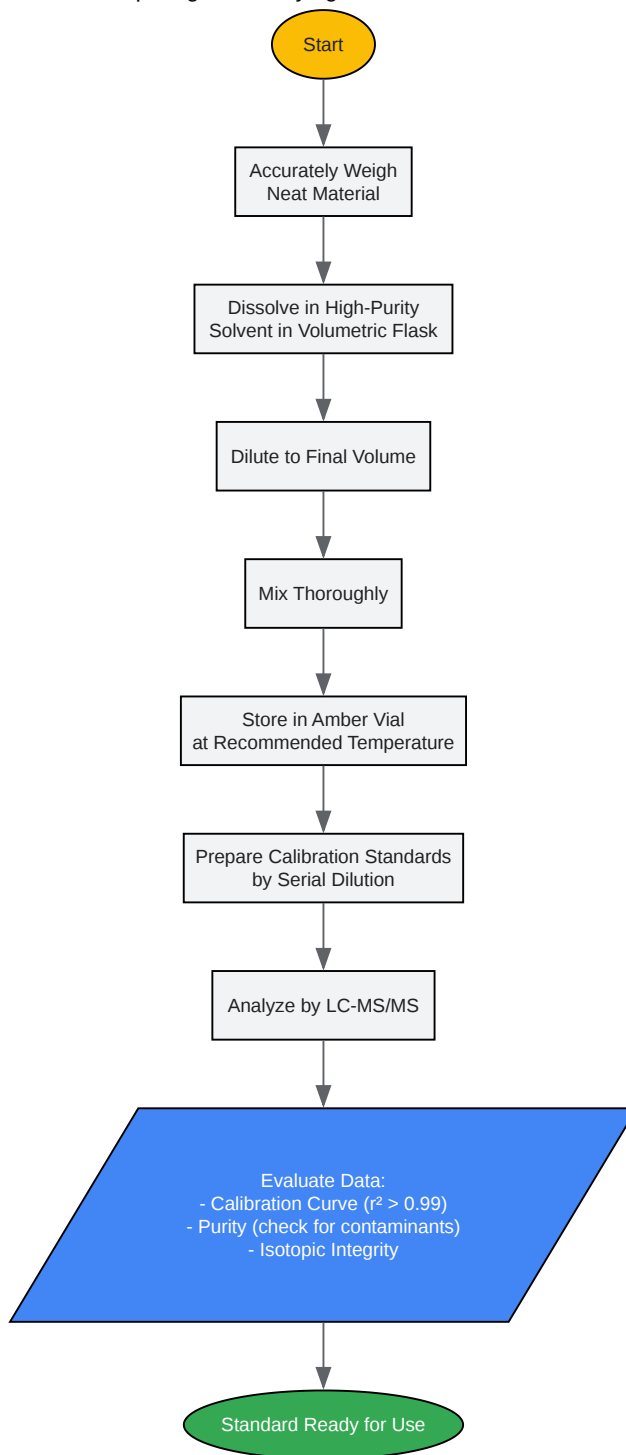 Start
Accurately Weigh
Neat Material
Dissolve in High-Purity
Solvent in Volumetric Flask
Dilute to Final Volume
Mix Thoroughly
Store in Amber Vial
at Recommended Temperature
Prepare Calibration Standards
by Serial Dilution
Analyze by LC-MS/MS
Evaluate Data:
- Calibration Curve (r² > 0.99)
- Purity (check for contaminants)
- Isotopic Integrity
Standard Ready for Use